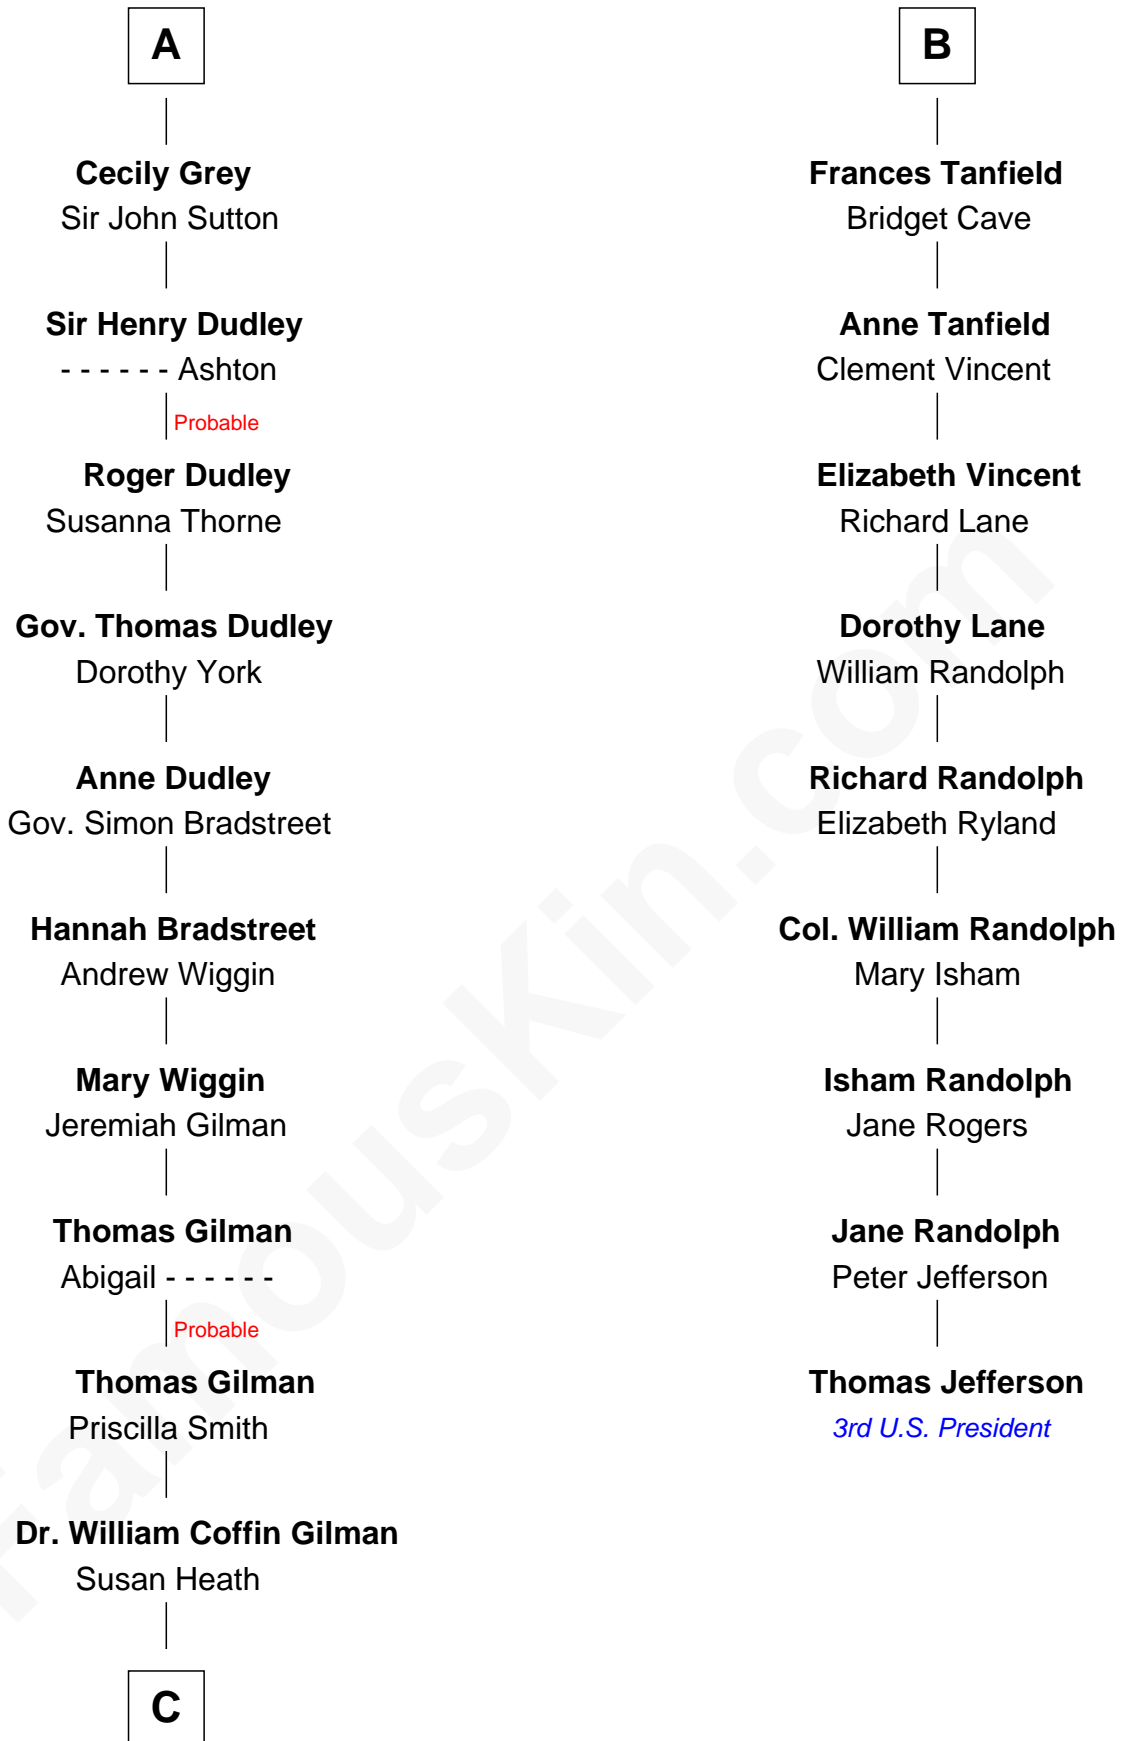 A
Cecily Grey
Sir John Sutton
Sir Henry Dudley
- - - - - - Ashton
Probable
Roger Dudley
Susanna Thorne
Gov. Thomas Dudley
Dorothy York
Anne Dudley
Gov. Simon Bradstreet
Hannah Bradstreet
Andrew Wiggin
Mary Wiggin
Jeremiah Gilman
Thomas Gilman
Abigail - - - - - -
Probable
Thomas Gilman
Priscilla Smith
Dr. William Coffin Gilman
Susan Heath
C
B
Frances Tanfield
Bridget Cave
Anne Tanfield
Clement Vincent
Elizabeth Vincent
Richard Lane
Dorothy Lane
William Randolph
Richard Randolph
Elizabeth Ryland
Col. William Randolph
Mary Isham
Isham Randolph
Jane Rogers
Jane Randolph
Peter Jefferson
Thomas Jefferson
3rd U.S. President
FamousKin.com